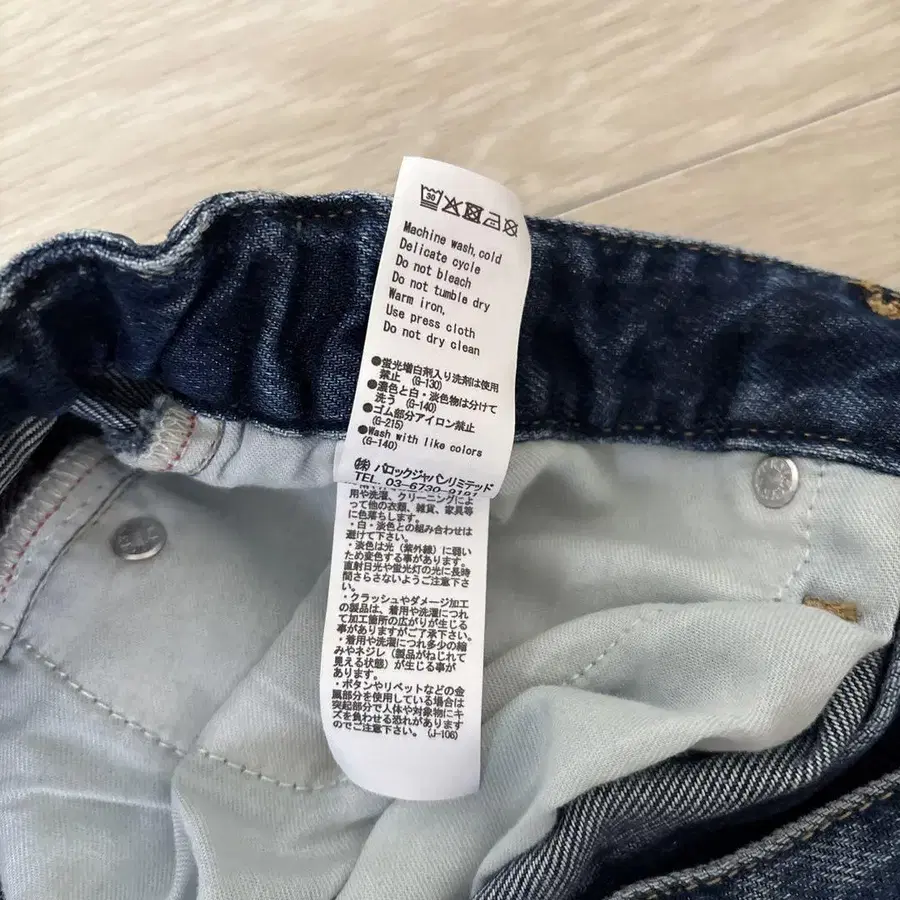 30
Machine wash, cold
Delicate cycle
Do not bleach
Do not tumble dry
Warm iron,
Use press cloth
Do not dry clean
●蛍光増白剤入り洗剤は使用
禁止 (G-130)
●濃色と白・淡色物は分けて
洗う (G-140)
●ゴム部分アイロン禁止
(G-215)
●Wash with like colors
(G-140)
㈱ バロックジャパンリミテッド
TEL. 03-6730-9191
用や洗濯、クリーニングによ
って他の衣類、雑貨、家具等
に色落ちします。
・白・淡色との組み合わせは
避けて下さい。
・淡色は光（紫外線）に弱い
ため変色する事があります。
直射日光や蛍光灯の光に長時
間さらさないようご注意下さ
い。
・クラッシュやダメージ加工
の製品は、着用や洗濯につれ
て加工箇所の広がりが生じる
事がありますがご了承下さい。
・着用や洗濯につれ多少の縮
みやネジレ（製品がねじれて
見える状態）が生じる事が
あります。
・ボタンやリベットなどの金
属部分を使用している場合は
突起部分で人体や対象物にキ
ズを負わせる恐れがあります
のでご注意下さい。(J-106)